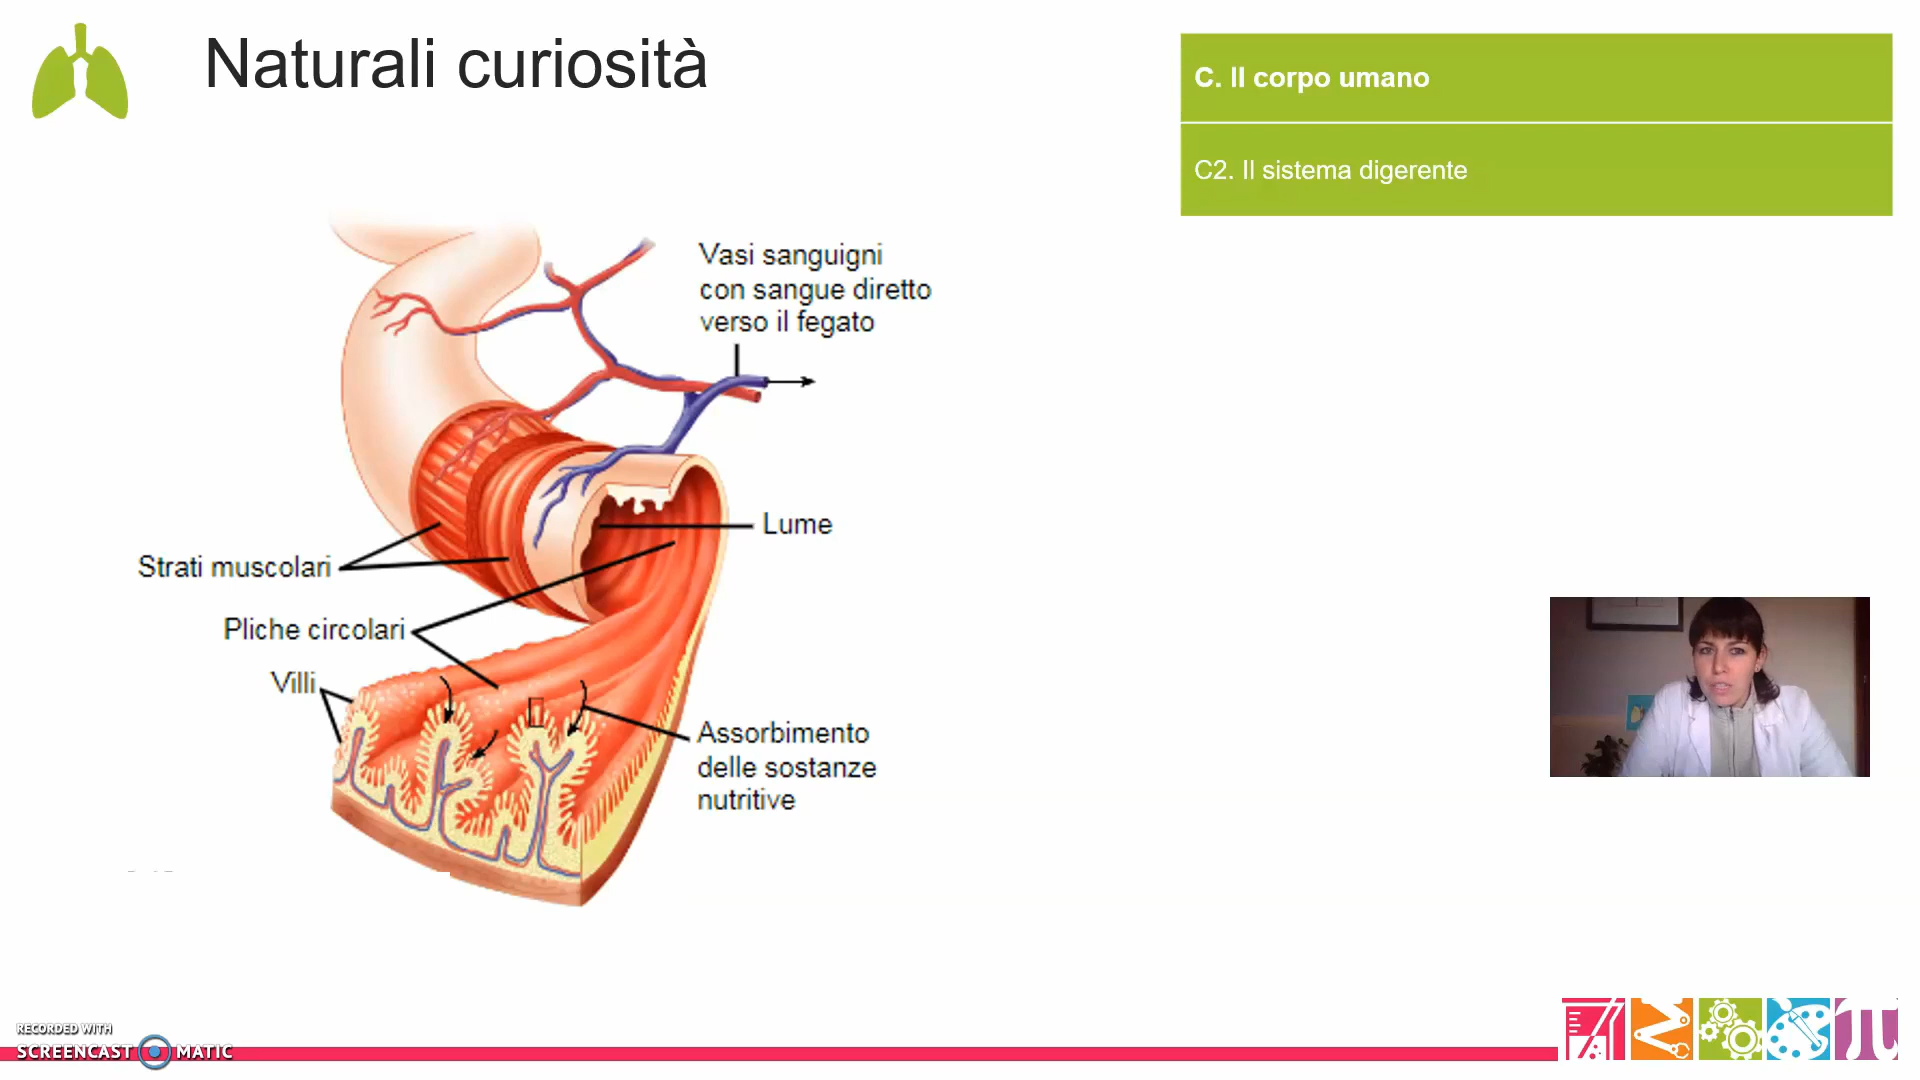 Naturali curiosità
C. Il corpo umano
C2. Il sistema digerente
Vasi sanguigni
con sangue diretto
verso il fegato
Lume
Strati muscolari
Pliche circolari
Villi
Assorbimento
delle sostanze
nutritive
RECORDED WITH
SCREENCAST MATIC